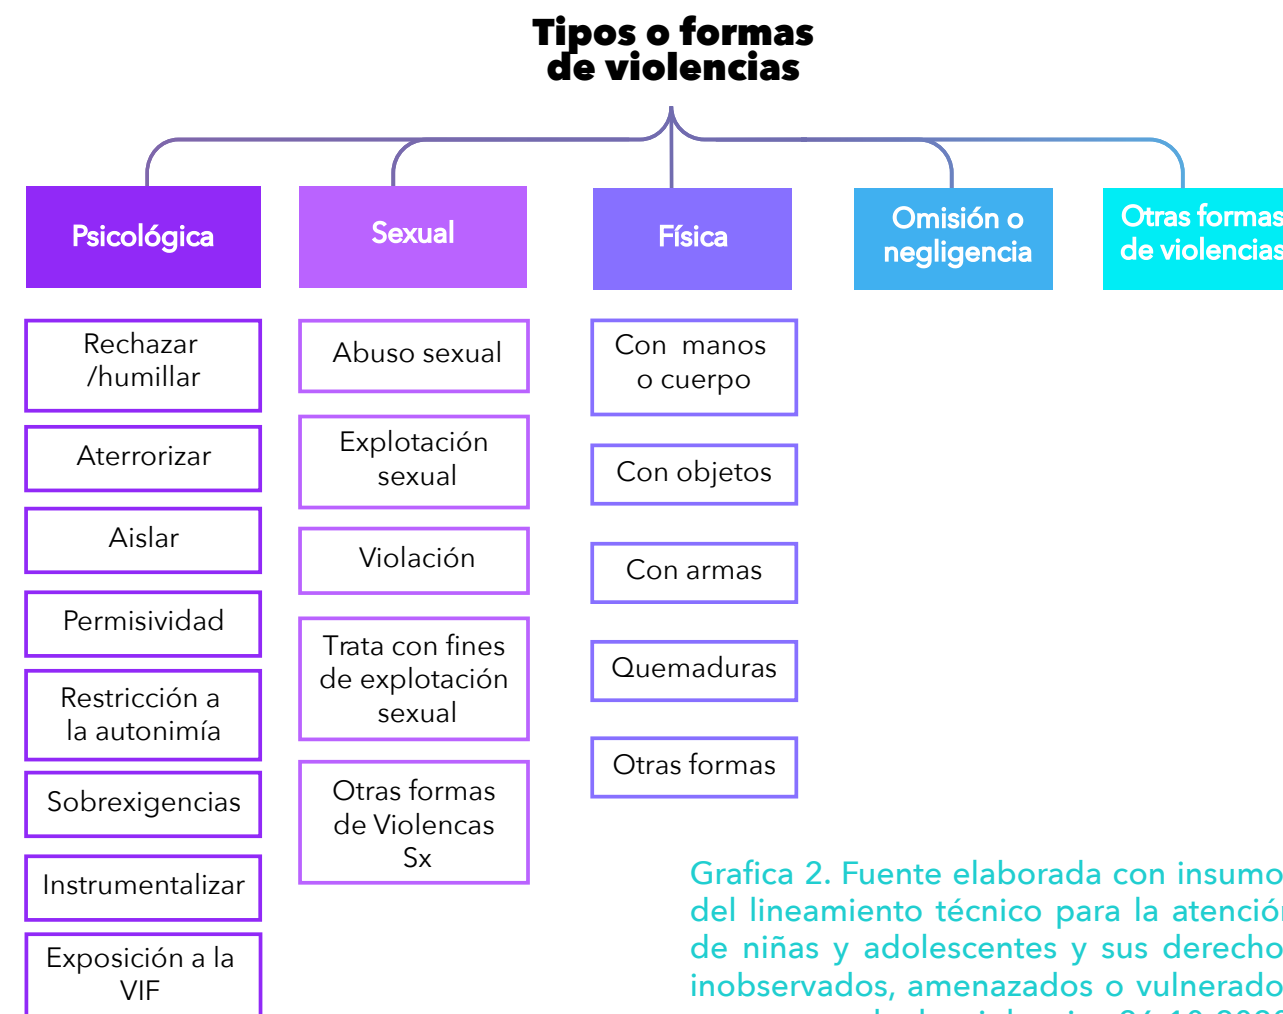 Tipos o formas
de violencias
Psicológica
Sexual
Física
Omisión o
negligencia
Otras formas
de violencias
Rechazar
/humillar
Aterrorizar
Aislar
Permisividad
Restricción a
la autonimía
Sobrexigencias
Instrumentalizar
Exposición a la
VIF
Abuso sexual
Explotación
sexual
Violación
Trata con fines
de explotación
sexual
Otras formas
de Violencas
Sx
Con manos
o cuerpo
Con objetos
Con armas
Quemaduras
Otras formas
Grafica 2. Fuente elaborada con insumo
del lineamiento técnico para la atención
de niñas y adolescentes y sus derecho
inobservados, amenazados o vulnerado